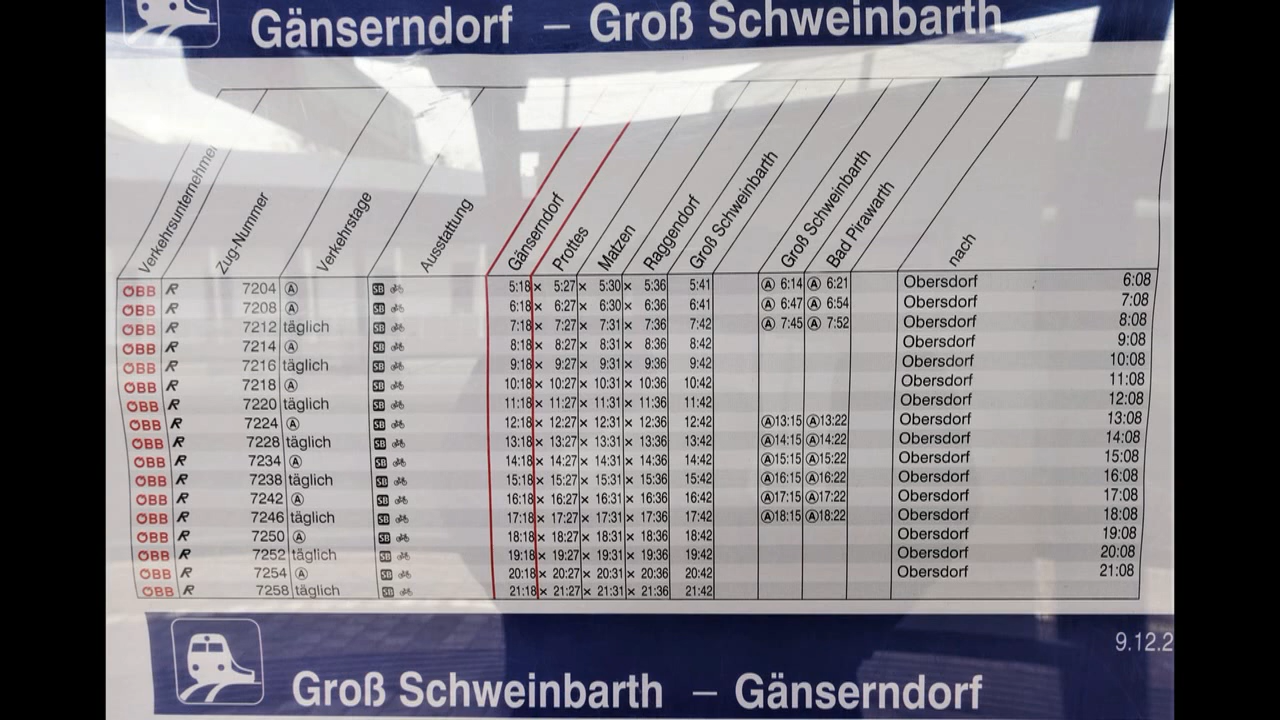 Gänserndorf – Groß Schweinbarth
Verkehrsunternehmen Zug-Nummer Verkehrstage Ausstattung Gänserndorf Prottes Matzen Raggendorf Groß Schweinbarth Groß Schweinbarth Bad Pirawarth nach
ÖBB R 7204 Ⓐ SB 5:18 × 5:27 × 5:30 × 5:36 5:41 Ⓐ 6:14 Ⓐ 6:21 Obersdorf 6:08
ÖBB R 7208 Ⓐ SB 6:18 × 6:27 × 6:30 × 6:36 6:41 Ⓐ 6:47 Ⓐ 6:54 Obersdorf 7:08
ÖBB R 7212 täglich SB 7:18 × 7:27 × 7:31 × 7:36 7:42 Ⓐ 7:45 Ⓐ 7:52 Obersdorf 8:08
ÖBB R 7214 Ⓐ SB 8:18 × 8:27 × 8:31 × 8:36 8:42 Obersdorf 9:08
ÖBB R 7216 täglich SB 9:18 × 9:27 × 9:31 × 9:36 9:42 Obersdorf 10:08
ÖBB R 7218 Ⓐ SB 10:18 × 10:27 × 10:31 × 10:36 10:42 Obersdorf 11:08
ÖBB R 7220 täglich SB 11:18 × 11:27 × 11:31 × 11:36 11:42 Obersdorf 12:08
ÖBB R 7224 Ⓐ SB 12:18 × 12:27 × 12:31 × 12:36 12:42 Ⓐ 13:15 Ⓐ 13:22 Obersdorf 13:08
ÖBB R 7228 täglich SB 13:18 × 13:27 × 13:31 × 13:36 13:42 Ⓐ 14:15 Ⓐ 14:22 Obersdorf 14:08
ÖBB R 7234 Ⓐ SB 14:18 × 14:27 × 14:31 × 14:36 14:42 Ⓐ 15:15 Ⓐ 15:22 Obersdorf 15:08
ÖBB R 7238 täglich SB 15:18 × 15:27 × 15:31 × 15:36 15:42 Ⓐ 16:15 Ⓐ 16:22 Obersdorf 16:08
ÖBB R 7242 Ⓐ SB 16:18 × 16:27 × 16:31 × 16:36 16:42 Ⓐ 17:15 Ⓐ 17:22 Obersdorf 17:08
ÖBB R 7246 täglich SB 17:18 × 17:27 × 17:31 × 17:36 17:42 Ⓐ 18:15 Ⓐ 18:22 Obersdorf 18:08
ÖBB R 7250 Ⓐ SB 18:18 × 18:27 × 18:31 × 18:36 18:42 Obersdorf 19:08
ÖBB R 7252 täglich SB 19:18 × 19:27 × 19:31 × 19:36 19:42 Obersdorf 20:08
ÖBB R 7254 Ⓐ SB 20:18 × 20:27 × 20:31 × 20:36 20:42 Obersdorf 21:08
ÖBB R 7258 täglich SB 21:18 × 21:27 × 21:31 × 21:36 21:42
9.12.2
Groß Schweinbarth – Gänserndorf